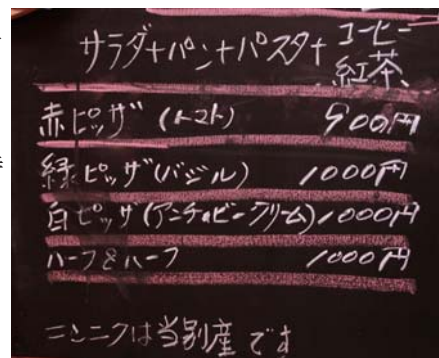 サラダ+パン+パスタ+コーヒー
紅茶
赤ピッザ(トマト) 900円
緑ピッザ(バジル) 1000円
白ピッザ(アンチョビークリーム) 1000円
ハーフ&ハーフ 1000円
ニンニクは当別産です